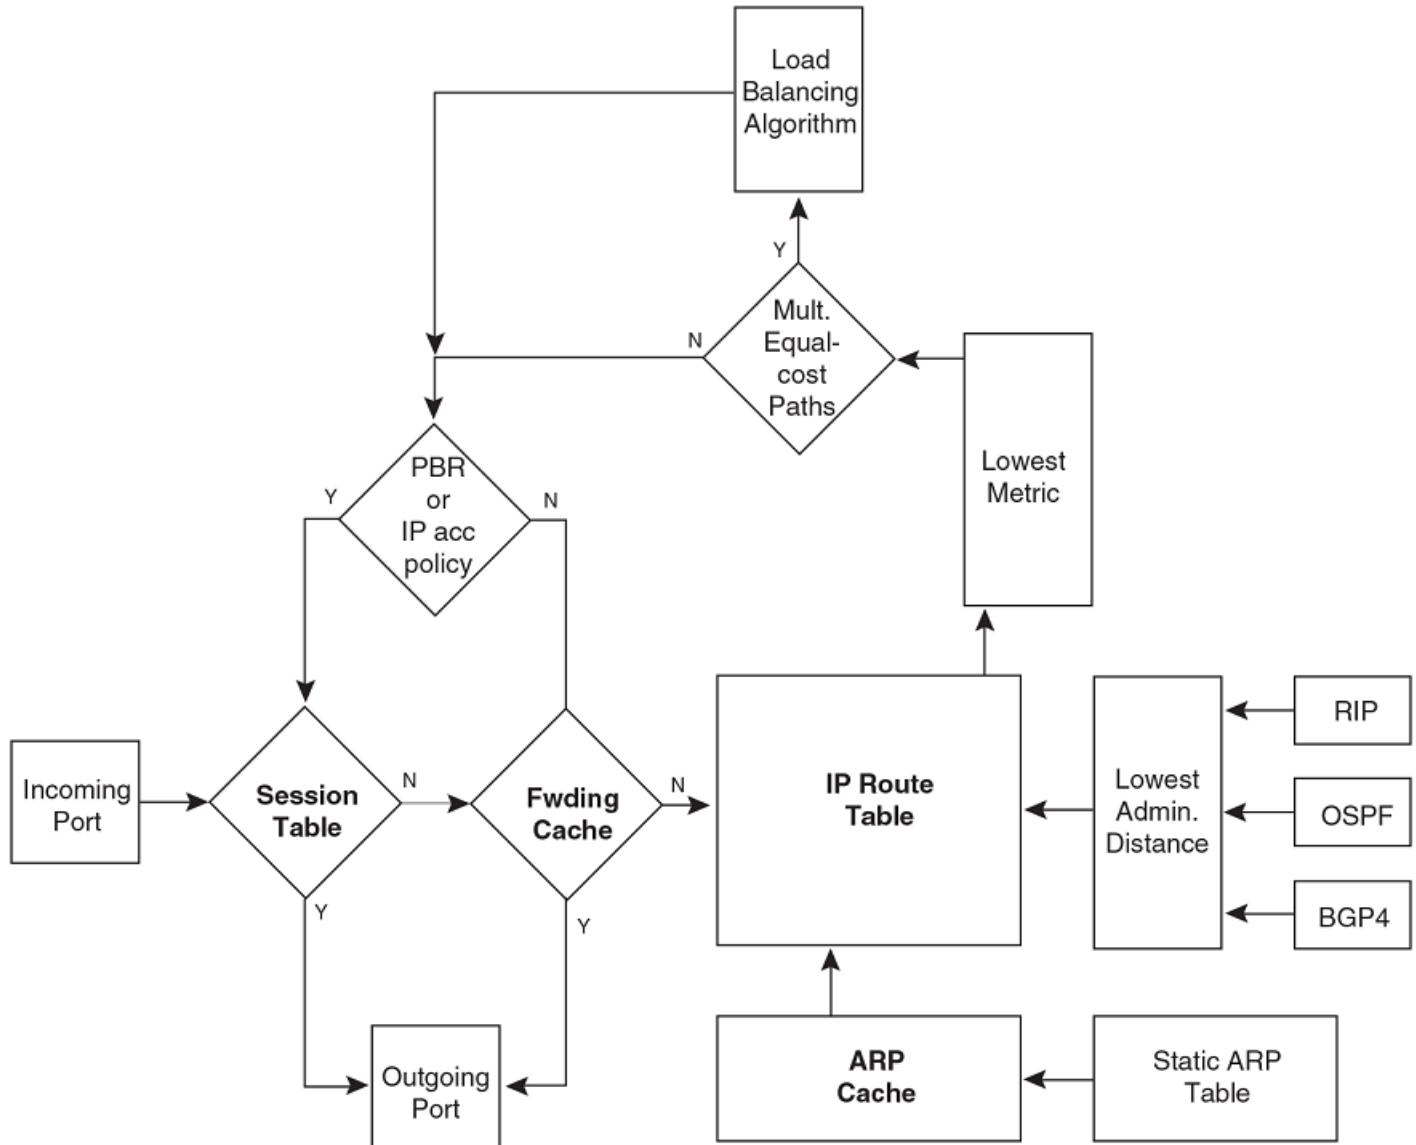 Load
Balancing
Algorithm
Y
N
Mult.
Equal-
cost
Paths
Lowest
Metric
PBR
or
IP acc
policy
Y
N
Incoming
Port
Session
Table
N
Y
Fwding
Cache
N
Y
IP Route
Table
Lowest
Admin.
Distance
RIP
OSPF
BGP4
Outgoing
Port
ARP
Cache
Static ARP
Table